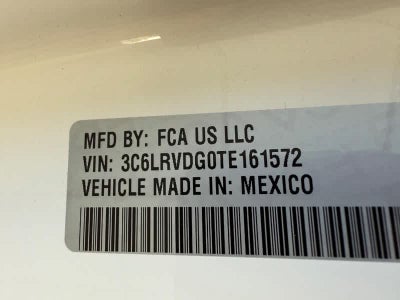 MFD BY: FCA US LLC
VIN: 3C6LRVDG0TE161572
VEHICLE MADE IN: MEXICO